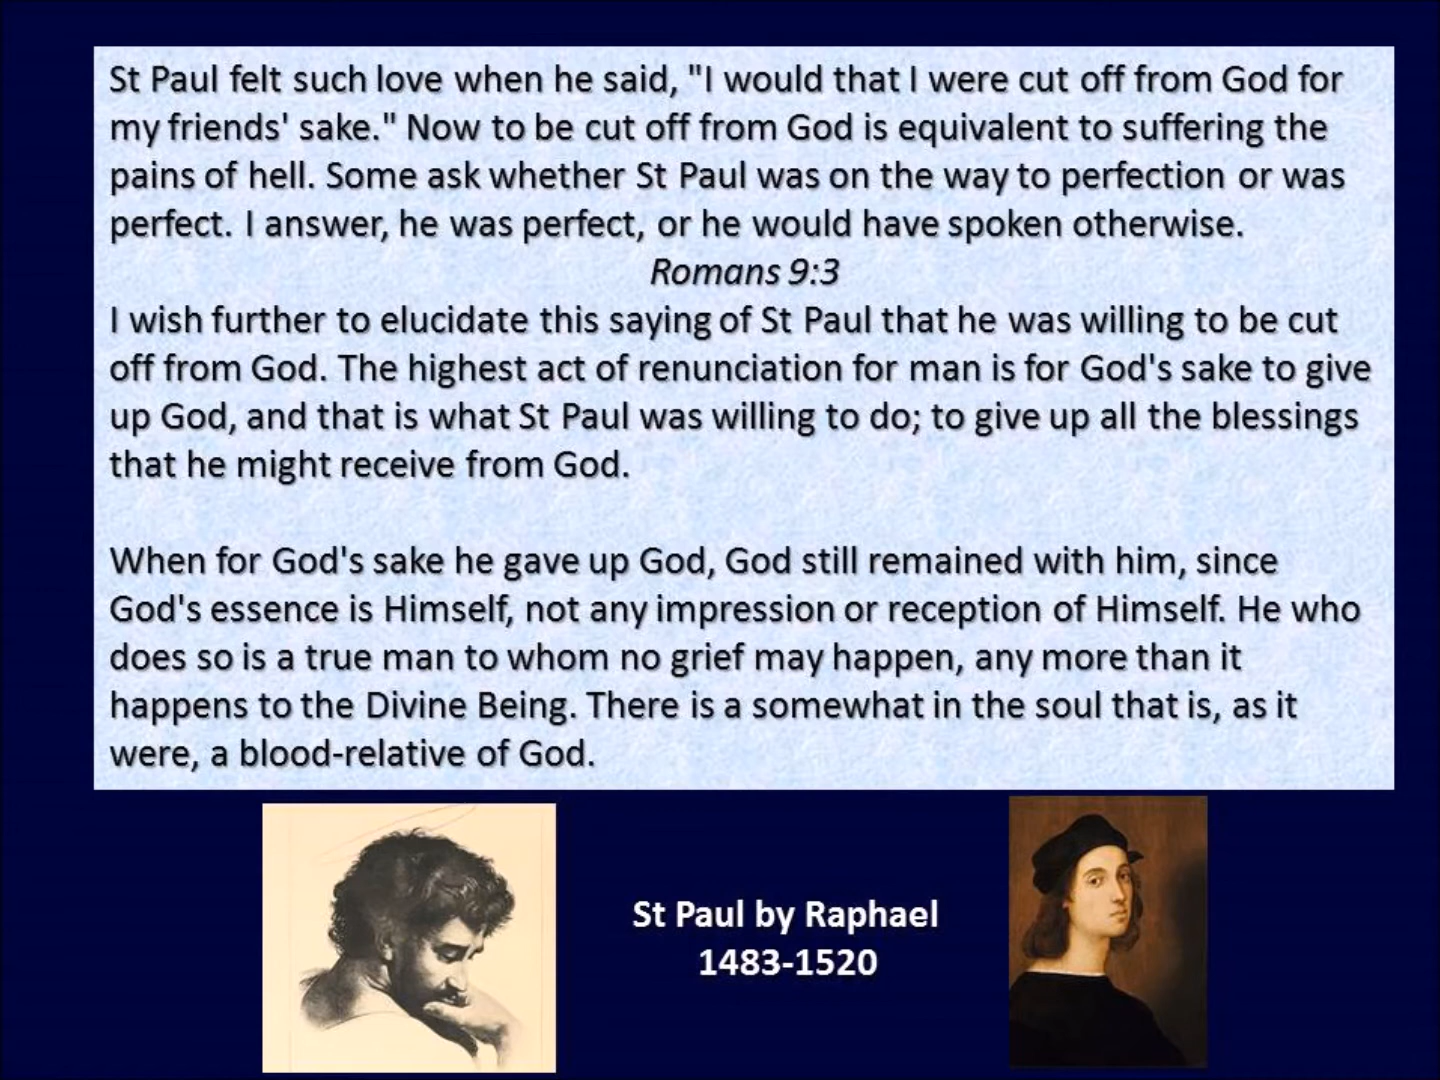 St Paul felt such love when he said, "I would that I were cut off from God for
my friends' sake." Now to be cut off from God is equivalent to suffering the
pains of hell. Some ask whether St Paul was on the way to perfection or was
perfect. I answer, he was perfect, or he would have spoken otherwise.
Romans 9:3
I wish further to elucidate this saying of St Paul that he was willing to be cut
off from God. The highest act of renunciation for man is for God's sake to give
up God, and that is what St Paul was willing to do; to give up all the blessings
that he might receive from God.
When for God's sake he gave up God, God still remained with him, since
God's essence is Himself, not any impression or reception of Himself. He who
does so is a true man to whom no grief may happen, any more than it
happens to the Divine Being. There is a somewhat in the soul that is, as it
were, a blood-relative of God.
St Paul by Raphael
1483-1520